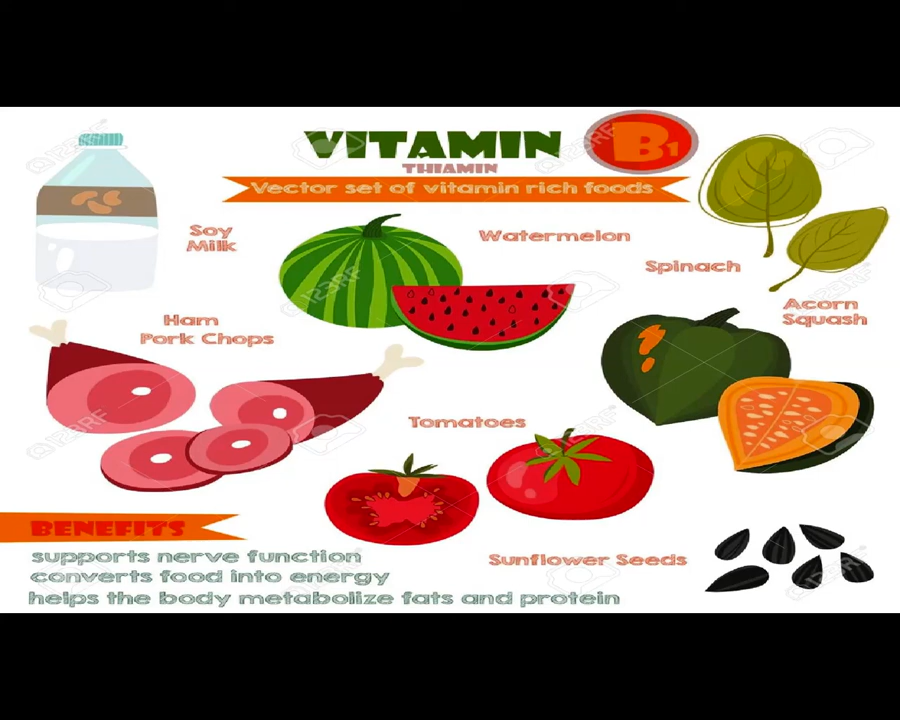 VITAMIN B1
THIAMIN
Vector set of vitamin rich foods
Soy
Milk
Watermelon
Spinach
Acorn
Squash
Ham
Pork Chops
Tomatoes
Sunflower Seeds
BENEFITS
supports nerve function
converts food into energy
helps the body metabolize fats and protein